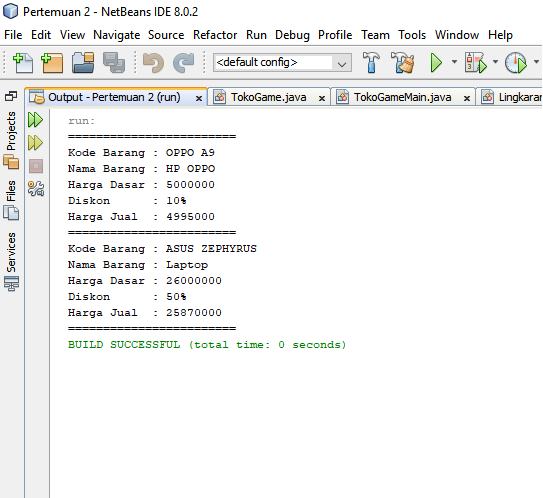 Pertemuan 2 - NetBeans IDE 8.0.2
File Edit View Navigate Source Refactor Run Debug Profile Team Tools Window Help
<default config>
Output - Pertemuan 2 (run) × TokoGame.java × TokoGameMain.java × Lingkaran
Projects
Files
Services
run:
========================
Kode Barang : OPPO A9
Nama Barang : HP OPPO
Harga Dasar : 5000000
Diskon      : 10%
Harga Jual  : 4995000
========================
Kode Barang : ASUS ZEPHYRUS
Nama Barang : Laptop
Harga Dasar : 26000000
Diskon      : 50%
Harga Jual  : 25870000
========================
BUILD SUCCESSFUL (total time: 0 seconds)